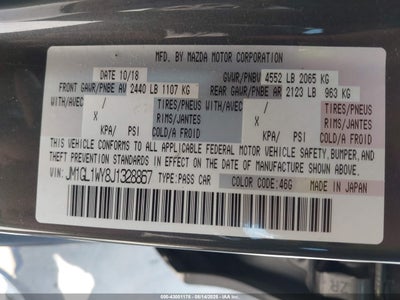 MFD. BY MAZDA MOTOR CORPORATION
10/18 GVWR/PNBV 4552 LB 2065 KG
FRONT GAWR/PNBE AV 2440 LB 1107 KG REAR GAWR/PNBE AR 2123 LB 963 KG
WITH/AVEC / TIRES/PNEUS WITH/AVEC / TIRES/PNEUS
X RIMS/JANTES X RIMS/JANTES
KPA/ PSI COLD/A FROID KPA/ PSI COLD/A FROID
THIS VEHICLE CONFORMS TO ALL APPLICABLE FEDERAL MOTOR VEHICLE SAFETY, BUMPER, AND
THEFT PREVENTION STANDARDS IN EFFECT ON THE DATE OF MANUFACTURE SHOWN ABOVE.
VIN: JM1GL1WY8J1328867 TYPE: PASS CAR COLOR CODE: 46G MADE IN JAPAN